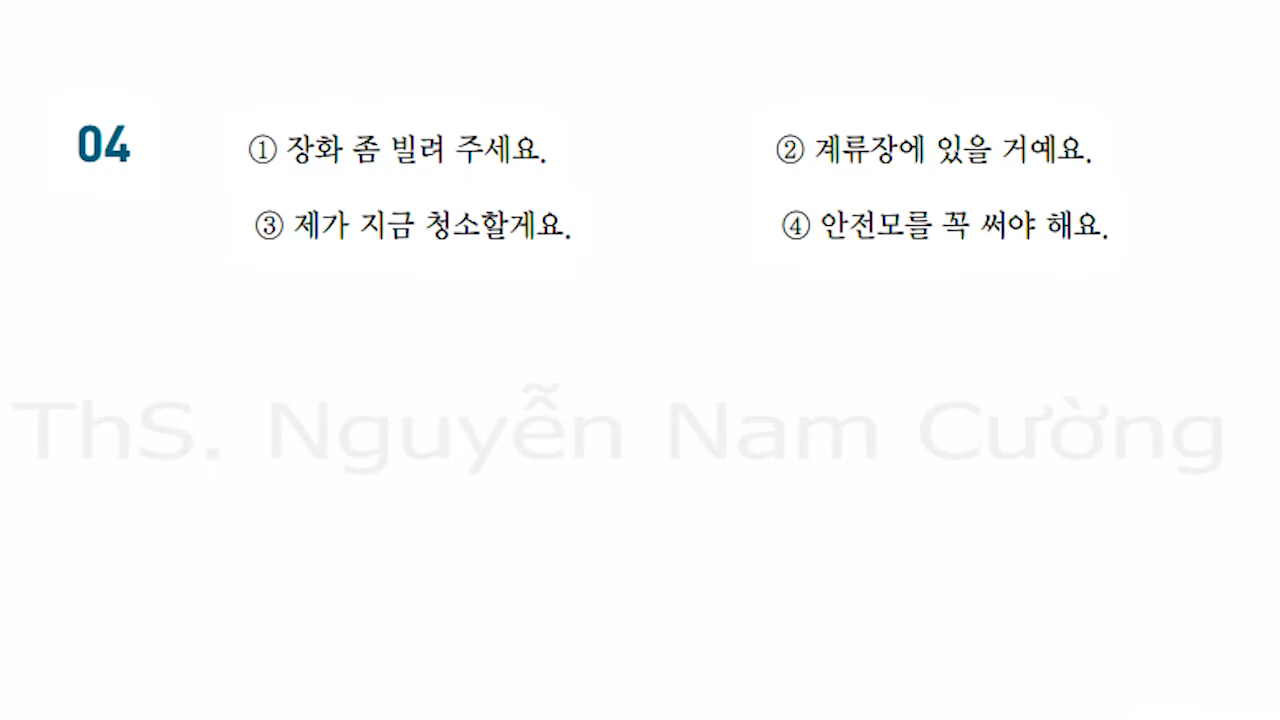 04 ① 장화 좀 빌려 주세요. ② 계류장에 있을 거예요.
③ 제가 지금 청소할게요. ④ 안전모를 꼭 써야 해요.
ThS. Nguyễn Nam Cường